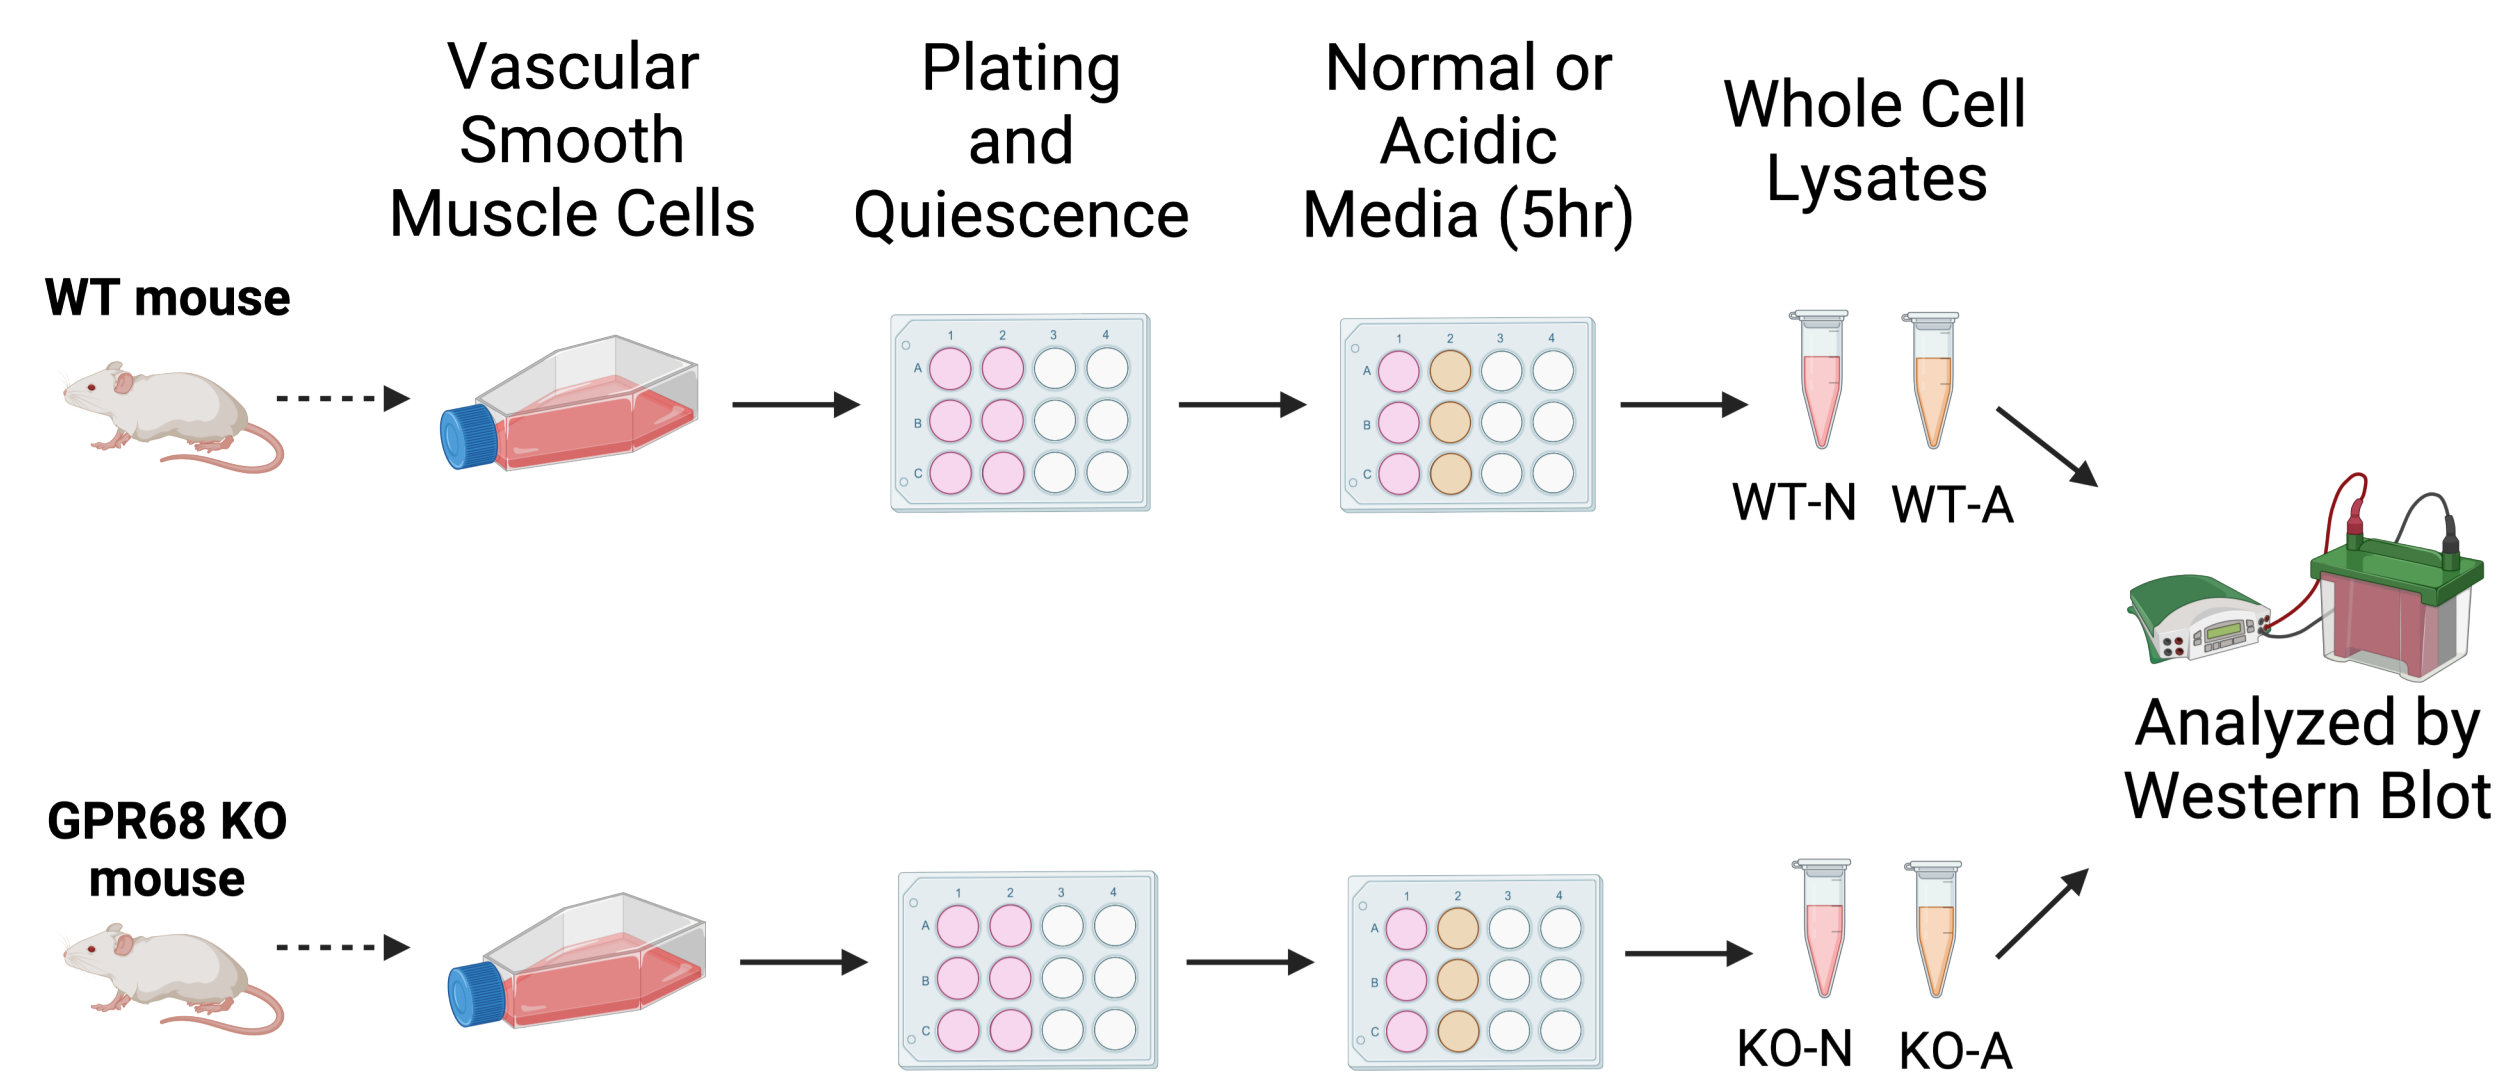 Vascular
Smooth
Muscle Cells
Plating
and
Quiescence
Normal or
Acidic
Media (5hr)
Whole Cell
Lysates
WT mouse
1 2 3 4
A
B
C
1 2 3 4
A
B
C
WT-N WT-A
Analyzed by
Western Blot
GPR68 KO
mouse
1 2 3 4
A
B
C
1 2 3 4
A
B
C
KO-N KO-A